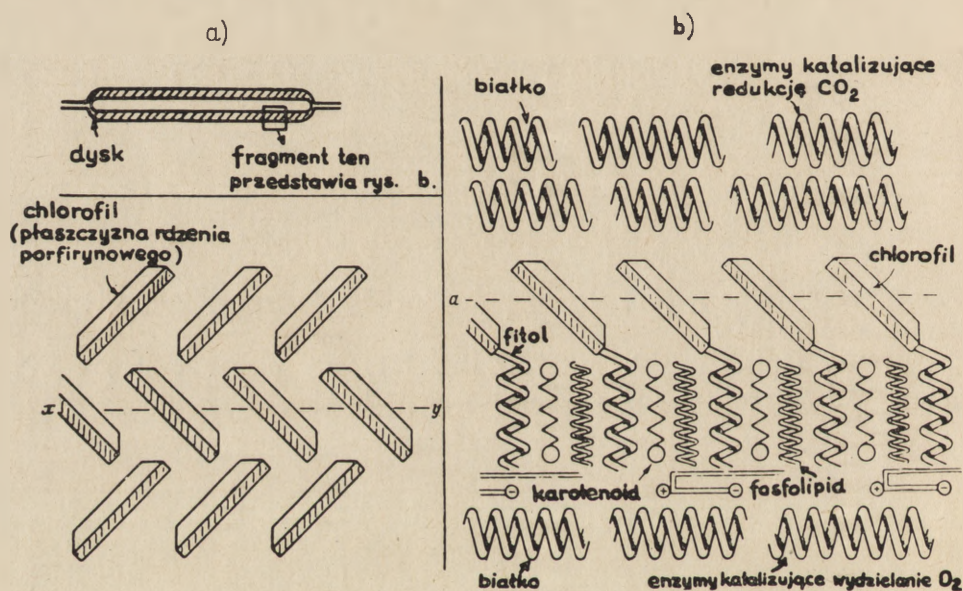 a)
dysk
fragment ten
przedstawia rys. b.
chlorofil
(płaszczyzna rdzenia
porfirynowego)
x
y
b)
białko
enzymy katalizujące
redukcję CO₂
chlorofil
a
fitol
karotenoid
fosfolipid
białko
enzymy katalizujące wydzielanie O₂